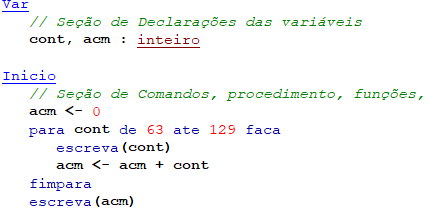 Var
// Seção de Declarações das variáveis
cont, acm : inteiro
Inicio
// Seção de Comandos, procedimento, funções,
acm <- 0
para cont de 63 ate 129 faca
escreva(cont)
acm <- acm + cont
fimpara
escreva(acm)